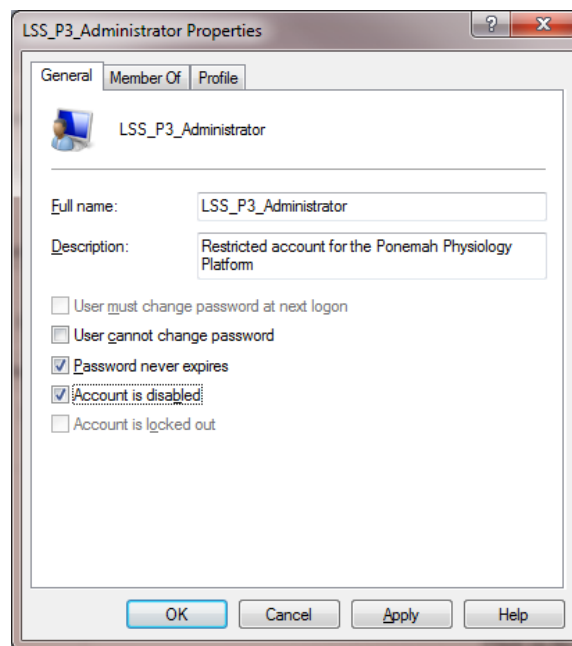 LSS_P3_Administrator Properties
General Member Of Profile
LSS_P3_Administrator
Full name: LSS_P3_Administrator
Description: Restricted account for the Ponemah Physiology
Platform
User must change password at next logon
User cannot change password
Password never expires
Account is disabled
Account is locked out
OK Cancel Apply Help